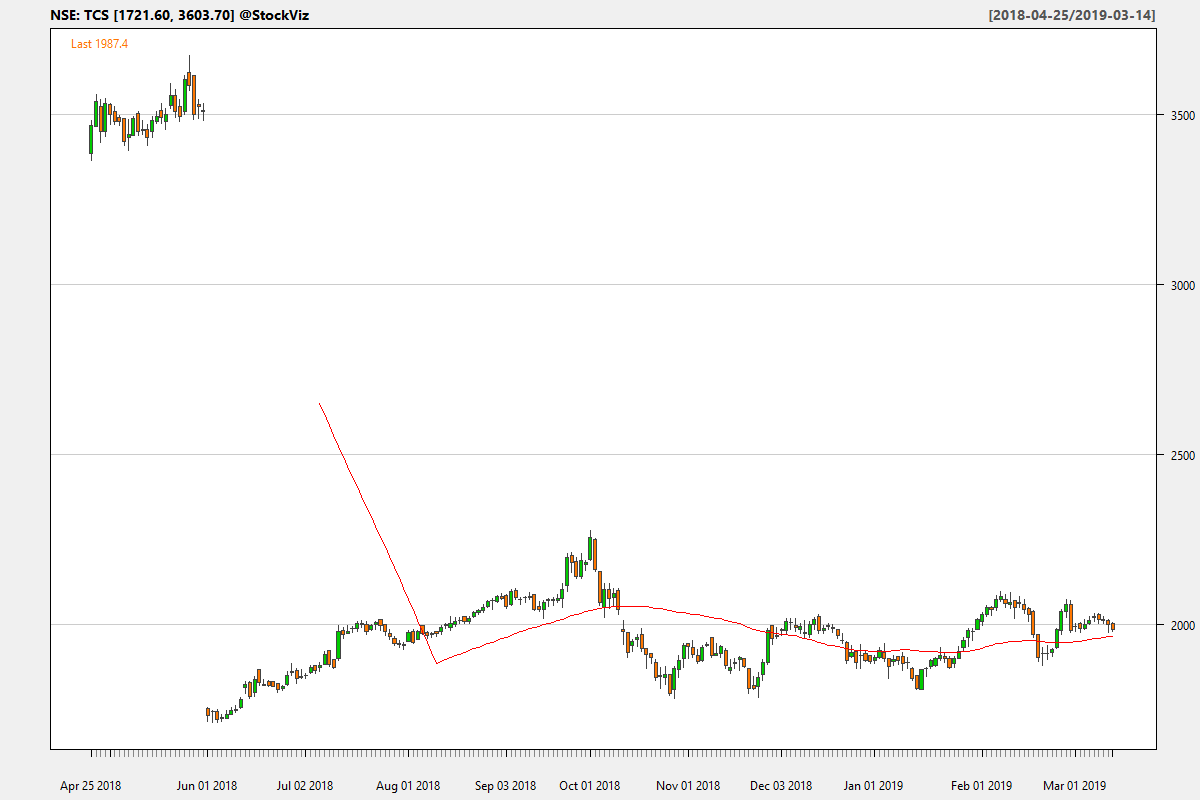 NSE: TCS [1721.60, 3603.70] @StockViz
[2018-04-25/2019-03-14]
Last 1987.4
3500
3000
2500
2000
Apr 25 2018 Jun 01 2018 Jul 02 2018 Aug 01 2018 Sep 03 2018 Oct 01 2018 Nov 01 2018 Dec 03 2018 Jan 01 2019 Feb 01 2019 Mar 01 2019